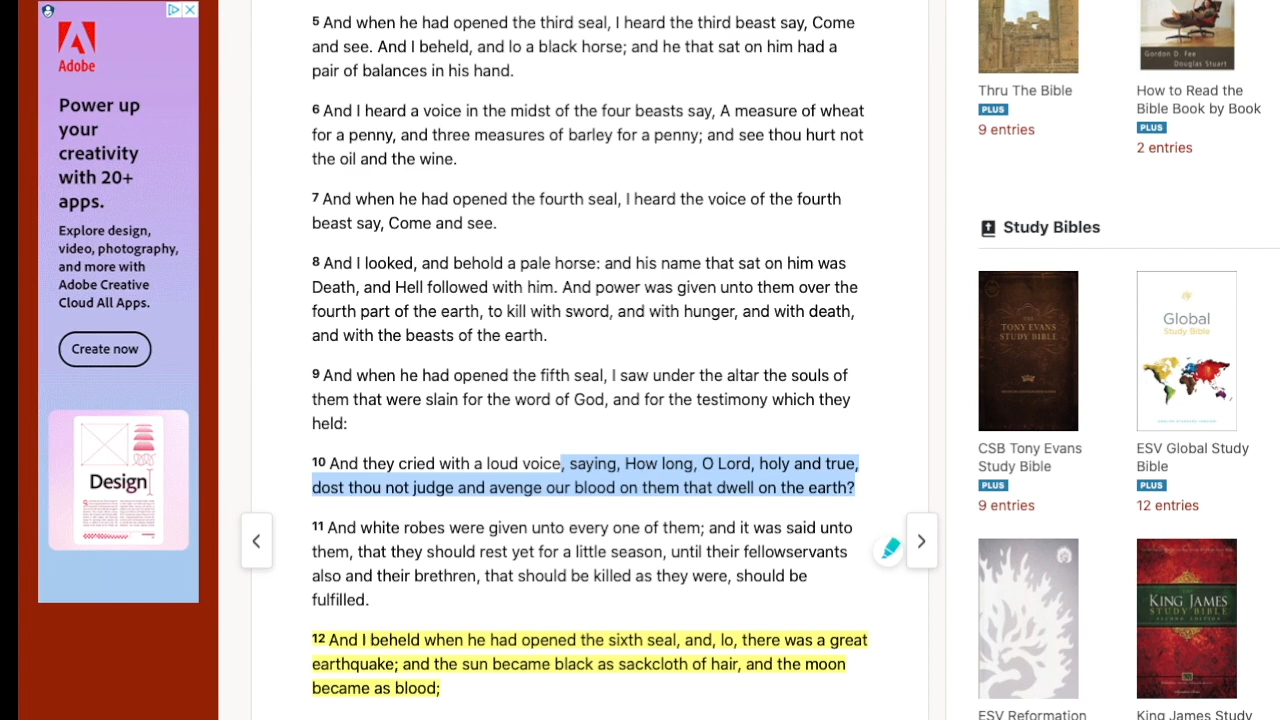 Adobe
Power up
your
creativity
with 20+
apps.
Explore design,
video, photography,
and more with
Adobe Creative
Cloud All Apps.
Create now
Design
5 And when he had opened the third seal, I heard the third beast say, Come
and see. And I beheld, and lo a black horse; and he that sat on him had a
pair of balances in his hand.
6 And I heard a voice in the midst of the four beasts say, A measure of wheat
for a penny, and three measures of barley for a penny; and see thou hurt not
the oil and the wine.
7 And when he had opened the fourth seal, I heard the voice of the fourth
beast say, Come and see.
8 And I looked, and behold a pale horse: and his name that sat on him was
Death, and Hell followed with him. And power was given unto them over the
fourth part of the earth, to kill with sword, and with hunger, and with death,
and with the beasts of the earth.
9 And when he had opened the fifth seal, I saw under the altar the souls of
them that were slain for the word of God, and for the testimony which they
held:
10 And they cried with a loud voice, saying, How long, O Lord, holy and true,
dost thou not judge and avenge our blood on them that dwell on the earth?
11 And white robes were given unto every one of them; and it was said unto
them, that they should rest yet for a little season, until their fellowservants
also and their brethren, that should be killed as they were, should be
fulfilled.
12 And I beheld when he had opened the sixth seal, and, lo, there was a great
earthquake; and the sun became black as sackcloth of hair, and the moon
became as blood;
Gordon D. Fee
Douglas Stuart
Thru The Bible
PLUS
9 entries
How to Read the
Bible Book by Book
PLUS
2 entries
Study Bibles
THE
TONY EVANS
STUDY BIBLE
Global
Study Bible
CSB Tony Evans
Study Bible
PLUS
9 entries
ESV Global Study
Bible
PLUS
12 entries
KING JAMES
STUDY BIBLE
SECOND EDITION
ESV Reformation
King James Study